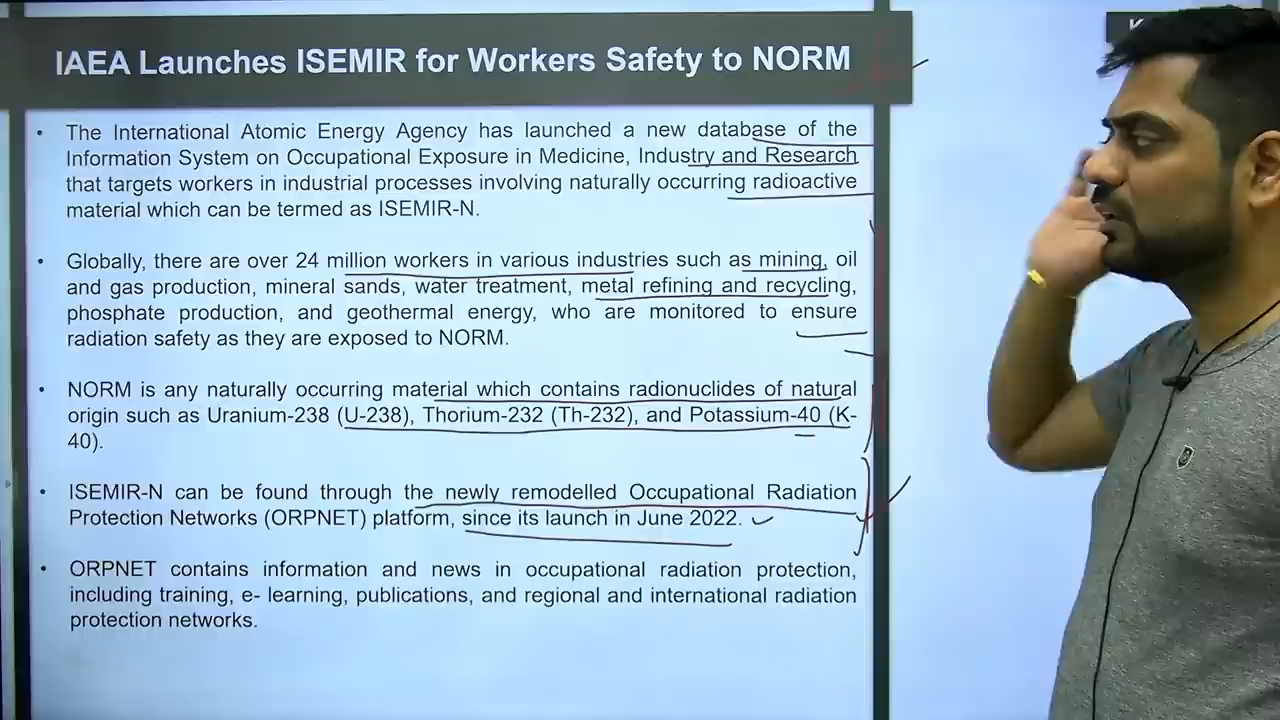 IAEA Launches ISEMIR for Workers Safety to NORM
• The International Atomic Energy Agency has launched a new database of the
Information System on Occupational Exposure in Medicine, Industry and Research
that targets workers in industrial processes involving naturally occurring radioactive
material which can be termed as ISEMIR-N.
• Globally, there are over 24 million workers in various industries such as mining, oil
and gas production, mineral sands, water treatment, metal refining and recycling,
phosphate production, and geothermal energy, who are monitored to ensure
radiation safety as they are exposed to NORM.
• NORM is any naturally occurring material which contains radionuclides of natural
origin such as Uranium-238 (U-238), Thorium-232 (Th-232), and Potassium-40 (K-
40).
• ISEMIR-N can be found through the newly remodelled Occupational Radiation
Protection Networks (ORPNET) platform, since its launch in June 2022.
• ORPNET contains information and news in occupational radiation protection,
including training, e- learning, publications, and regional and international radiation
protection networks.